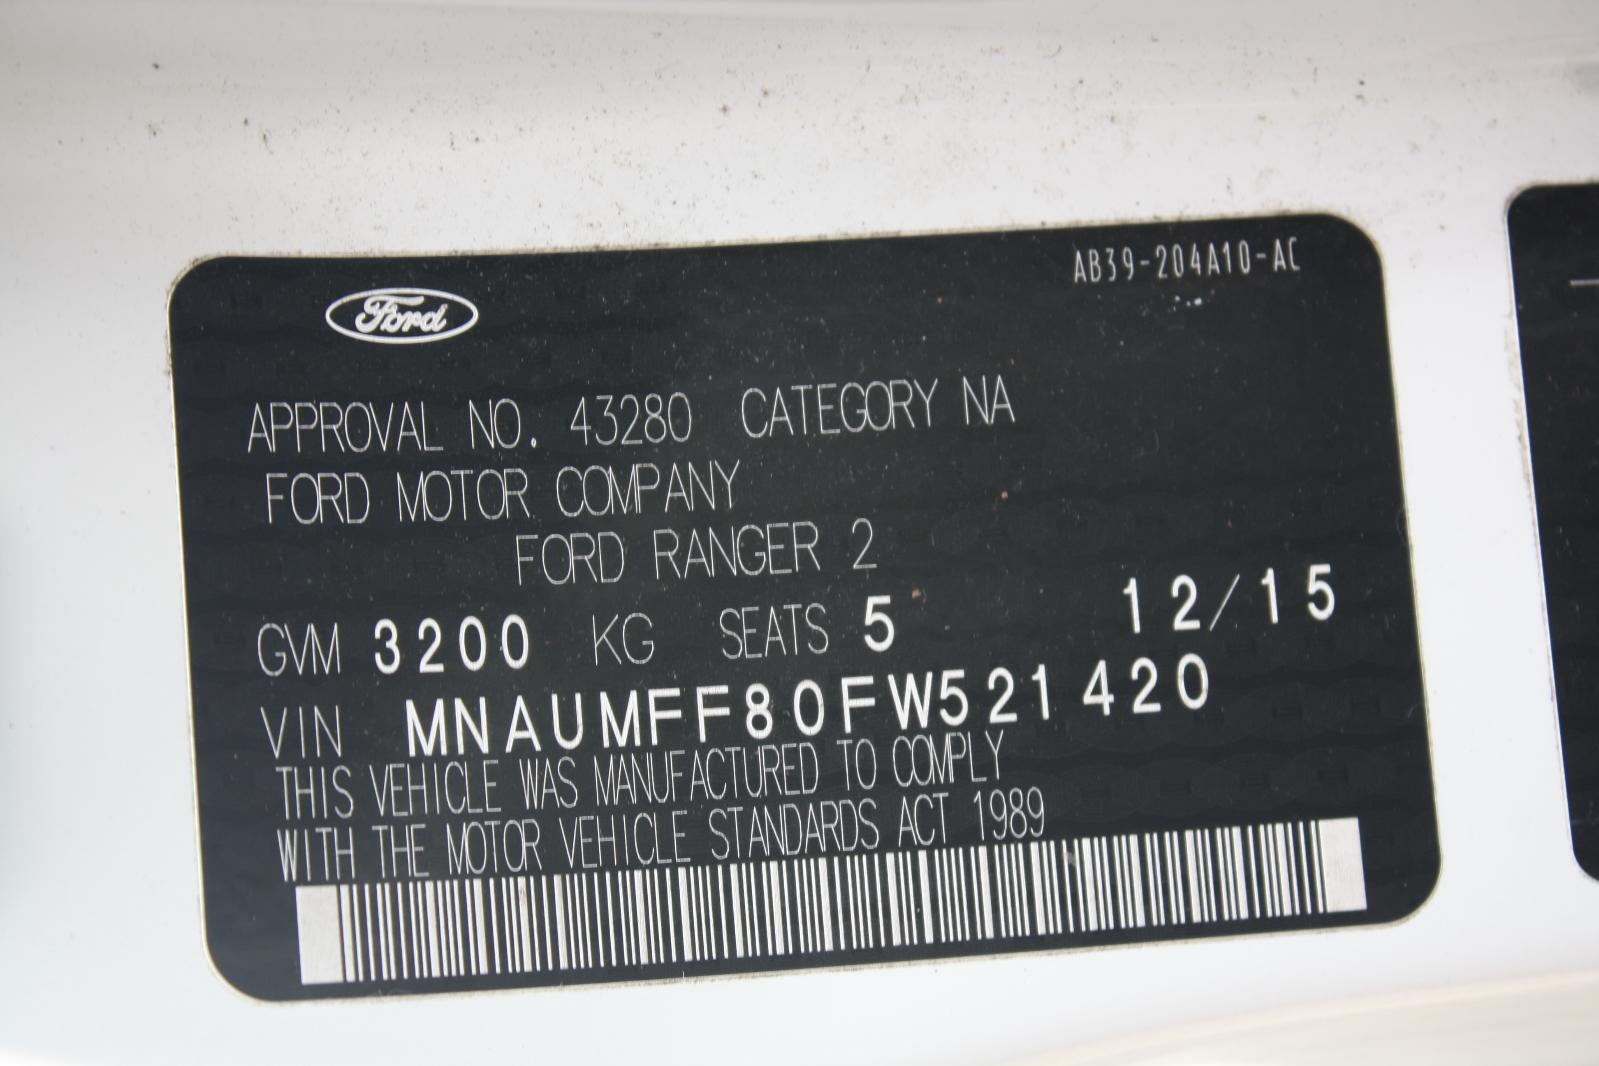 AB39-204A10-AC
Ford
APPROVAL NO. 43280 CATEGORY NA
FORD MOTOR COMPANY
FORD RANGER 2
GVM 3200 KG SEATS 5 12/15
VIN MNAUMFF80FW521420
THIS VEHICLE WAS MANUFACTURED TO COMPLY
WITH THE MOTOR VEHICLE STANDARDS ACT 1989